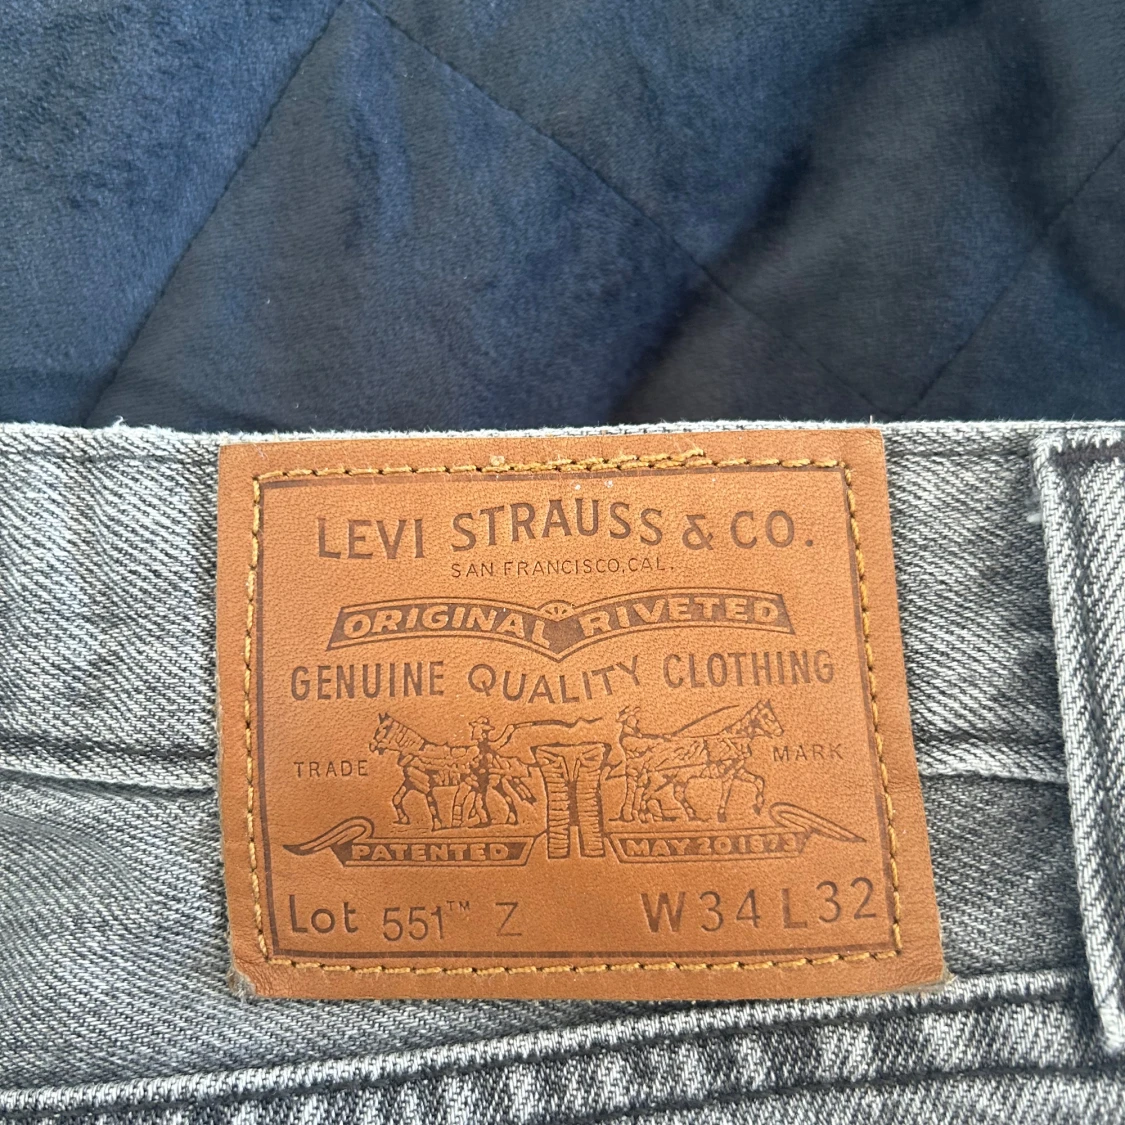 LEVI STRAUSS & CO.
SAN FRANCISCO, CAL.
ORIGINAL RIVETED
GENUINE QUALITY CLOTHING
TRADE MARK
PATENTED MAY 20 1873
Lot 551™ Z W34 L32